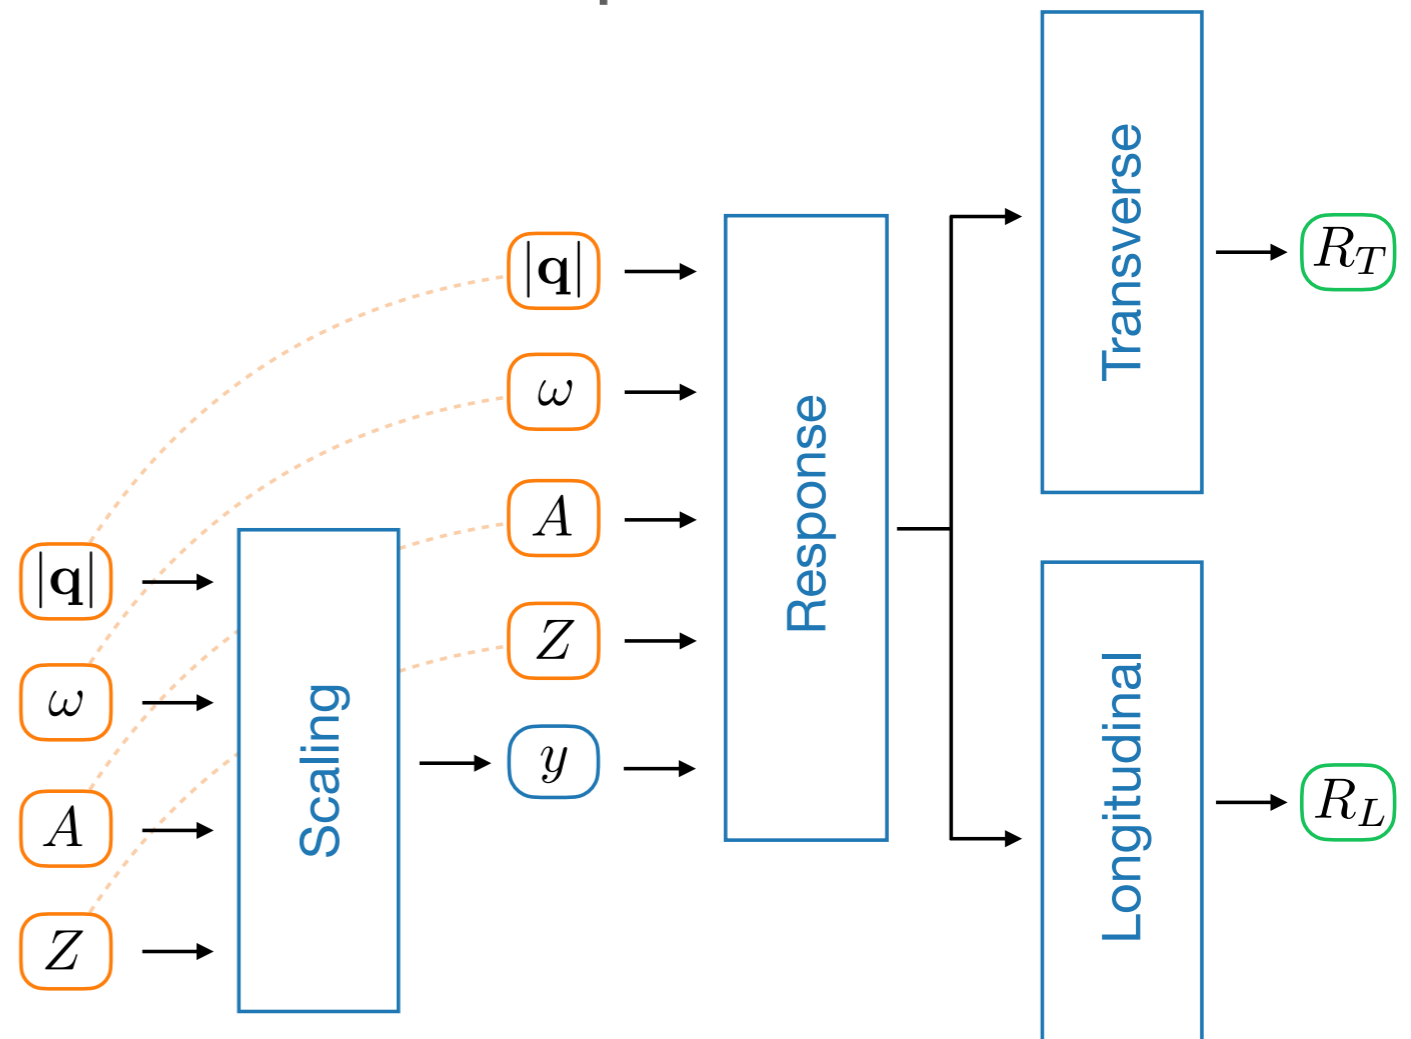 |q|
ω
A
Z
Scaling
|q|
ω
A
Z
y
Response
Transverse
Longitudinal
R_T
R_L